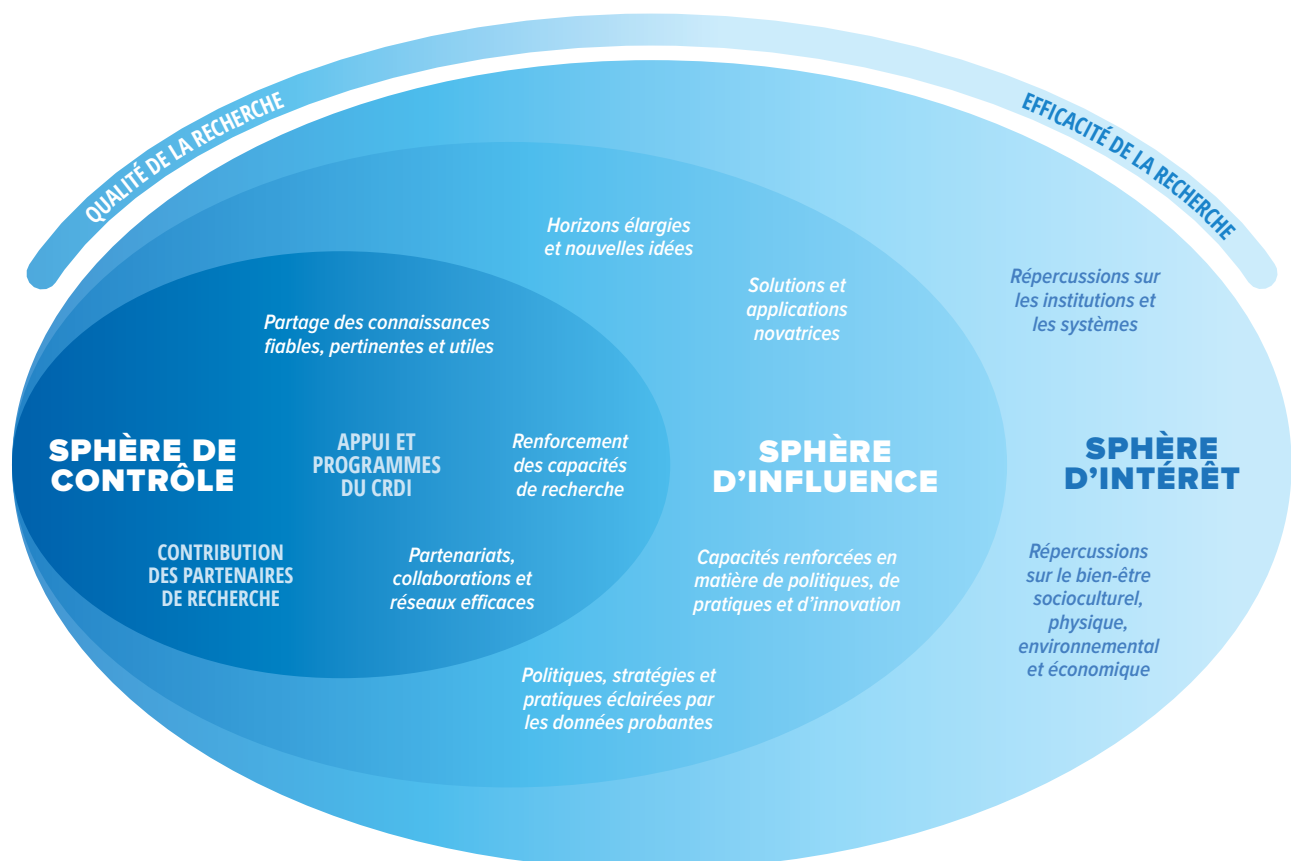 QUALITÉ DE LA RECHERCHE
EFFICACITÉ DE LA RECHERCHE
Horizons élargies
et nouvelles idées
Solutions et
applications
novatrices
Répercussions sur
les institutions et
les systèmes
Partage des connaissances
fiables, pertinentes et utiles
SPHÈRE DE
CONTRÔLE
APPUI ET
PROGRAMMES
DU CRDI
Renforcement
des capacités
de recherche
SPHÈRE
D'INFLUENCE
SPHÈRE
D'INTÉRÊT
CONTRIBUTION
DES PARTENAIRES
DE RECHERCHE
Partenariats,
collaborations et
réseaux efficaces
Capacités renforcées en
matière de politiques, de
pratiques et d'innovation
Répercussions
sur le bien-être
socioculturel,
physique,
environnemental
et économique
Politiques, stratégies et
pratiques éclairées par
les données probantes